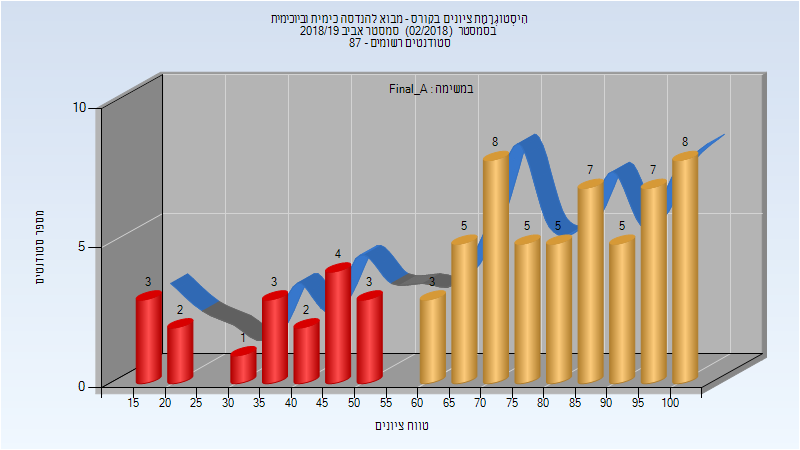 הִיסְטוֹגְרָמַת ציונים בקורס - מבוא להנדסה כימית וביוכימית
בסמסטר (02/2018) סמסטר אביב 2018/19
סטודנטים רשומים - 87
במשימה : Final_A
מספר סטודנטים
10
5
0
3 2 1 3 2 4 3 3 5 8 5 5 7 5 7 8
15 20 25 30 35 40 45 50 55 60 65 70 75 80 85 90 95 100
טווח ציונים